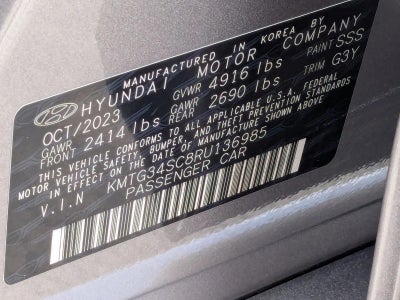 MANUFACTURED IN KOREA BY
HYUNDAI MOTOR COMPANY
OCT/2023 GVWR 4916 lbs PAINT SSS
GAWR FRONT 2414 lbs GAWR REAR 2690 lbs TRIM G3Y
THIS VEHICLE CONFORMS TO ALL APPLICABLE U.S.A. FEDERAL
MOTOR VEHICLE SAFETY, BUMPER, AND THEFT PREVENTION STANDARDS
IN EFFECT ON THE DATE OF MANUFACTURE SHOWN ABOVE.
V.I.N KMTG34SC8RU136985
PASSENGER CAR